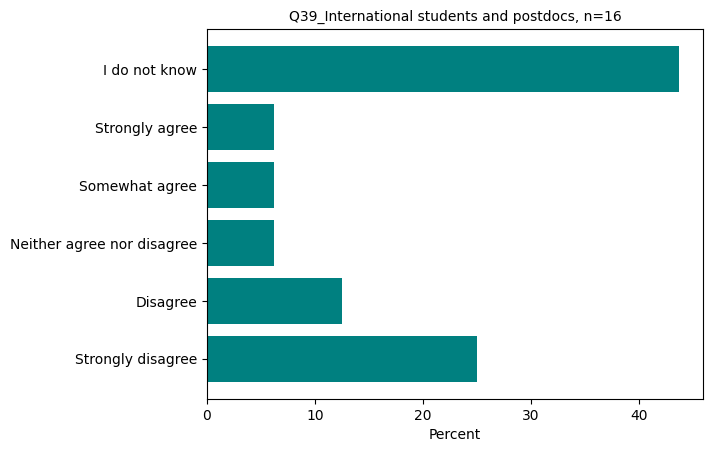 Q39_International students and postdocs, n=16
I do not know
Strongly agree
Somewhat agree
Neither agree nor disagree
Disagree
Strongly disagree
0 10 20 30 40
Percent